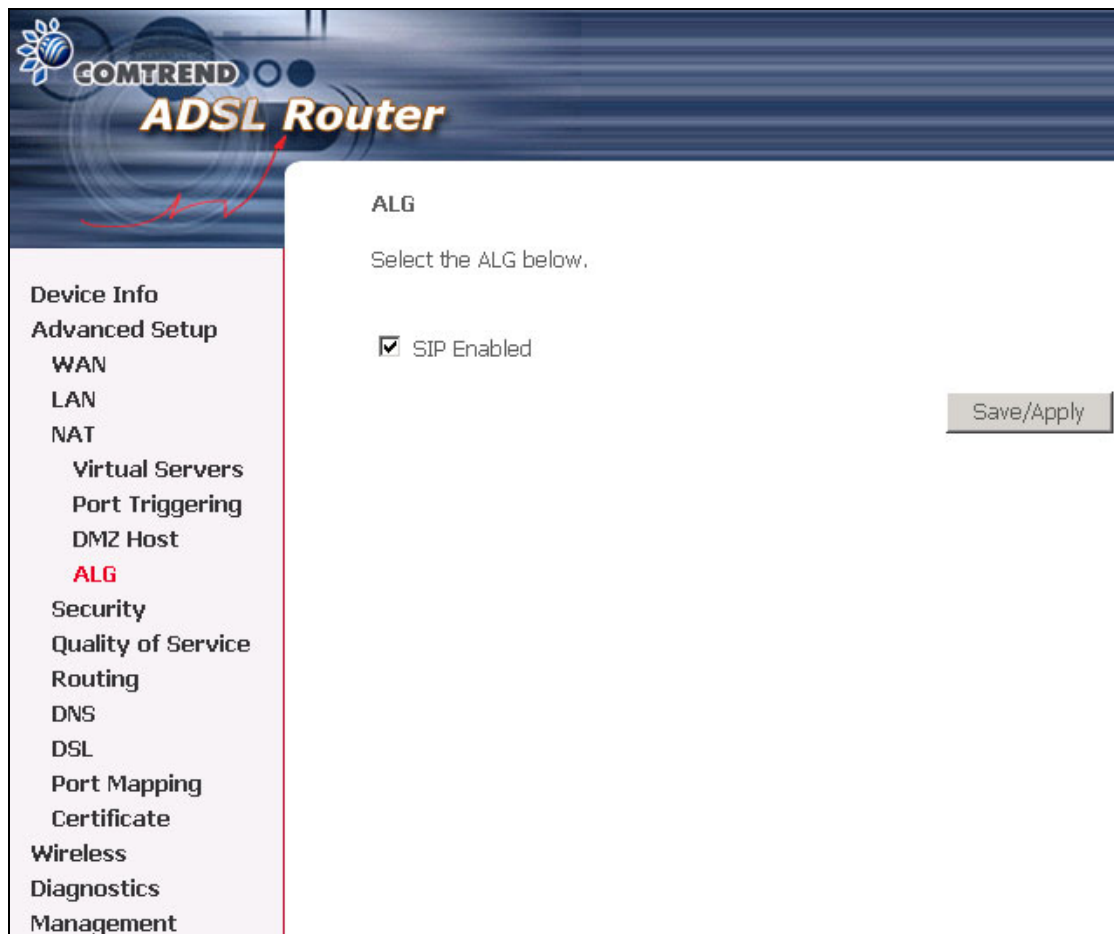 COMTREND
ADSL Router
Device Info
Advanced Setup
WAN
LAN
NAT
Virtual Servers
Port Triggering
DMZ Host
ALG
Security
Quality of Service
Routing
DNS
DSL
Port Mapping
Certificate
Wireless
Diagnostics
Management
ALG
Select the ALG below.
SIP Enabled
Save/Apply